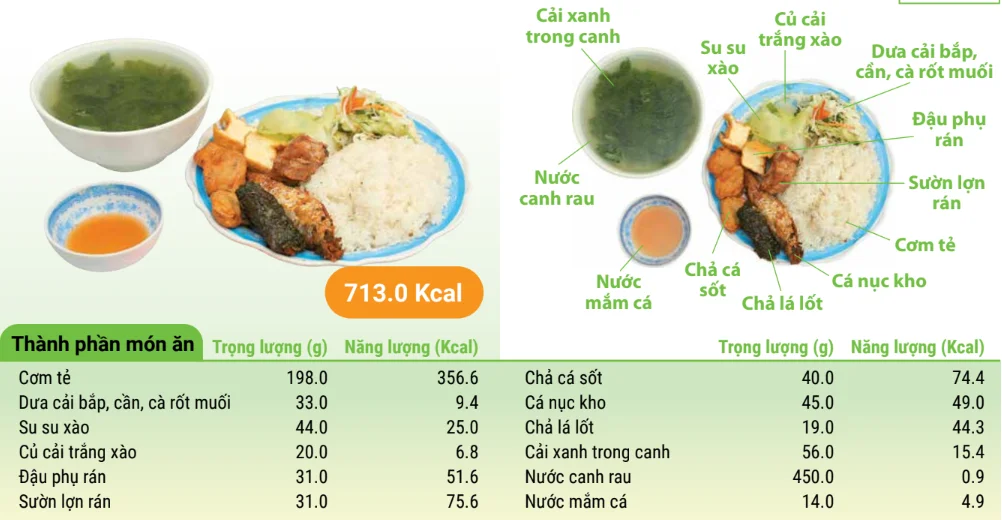 713.0 Kcal
Cải xanh
trong canh
Su su
xào
Củ cải
trắng xào
Dưa cải bắp,
cần, cà rốt muối
Đậu phụ
rán
Nước
canh rau
Sườn lợn
rán
Cơm tẻ
Nước
mắm cá
Chả cá
sốt
Chả lá lốt
Cá nục kho
Thành phần món ăn Trọng lượng (g) Năng lượng (Kcal)
Cơm tẻ 198.0 356.6
Dưa cải bắp, cần, cà rốt muối 33.0 9.4
Su su xào 44.0 25.0
Củ cải trắng xào 20.0 6.8
Đậu phụ rán 31.0 51.6
Sườn lợn rán 31.0 75.6
Trọng lượng (g) Năng lượng (Kcal)
Chả cá sốt 40.0 74.4
Cá nục kho 45.0 49.0
Chả lá lốt 19.0 44.3
Cải xanh trong canh 56.0 15.4
Nước canh rau 450.0 0.9
Nước mắm cá 14.0 4.9